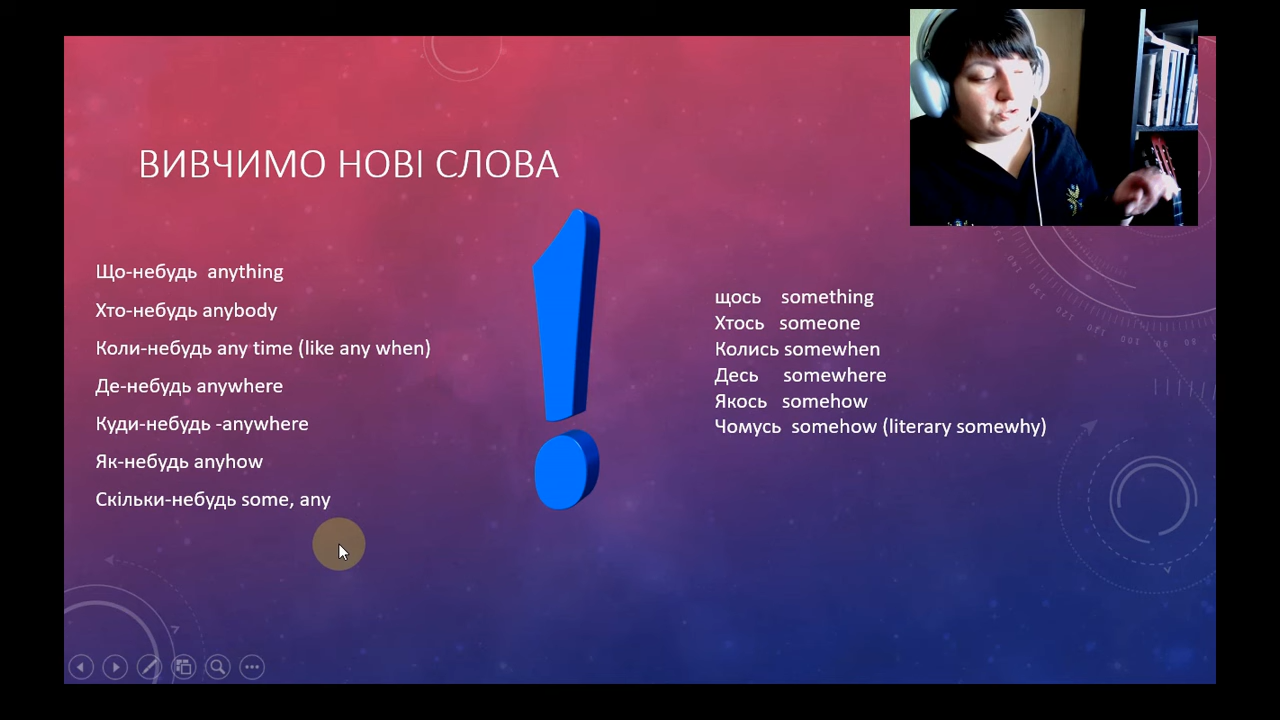 ВИВЧИМО НОВІ СЛОВА
Що-небудь anything
Хто-небудь anybody
Коли-небудь any time (like any when)
Де-небудь anywhere
Куди-небудь -anywhere
Як-небудь anyhow
Скільки-небудь some, any
щось something
Хтось someone
Колись somewhen
Десь somewhere
Якось somehow
Чомусь somehow (literary somewhy)